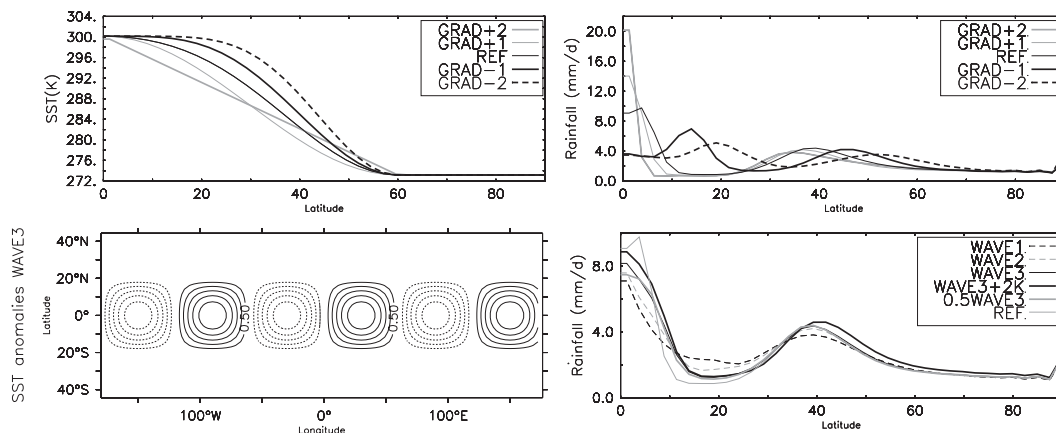 304.
300.
296.
292.
288.
284.
280.
276.
272.
SST(K)
0 20 40 60 80
Latitude
GRAD+2
GRAD+1
REF
GRAD-1
GRAD-2
20.0
16.0
12.0
8.0
4.0
0.0
Rainfall (mm/d)
0 20 40 60 80
Latitude
GRAD+2
GRAD+1
REF
GRAD-1
GRAD-2
SST anomalies WAVE3
Latitude
40°N
20°N
0°
20°S
40°S
0.50
0.50
100°W 0° 100°E
Longitude
8.0
4.0
0.0
Rainfall (mm/d)
0 20 40 60 80
Latitude
WAVE1
WAVE2
WAVE3
WAVE3+2K
0.5WAVE3
REF